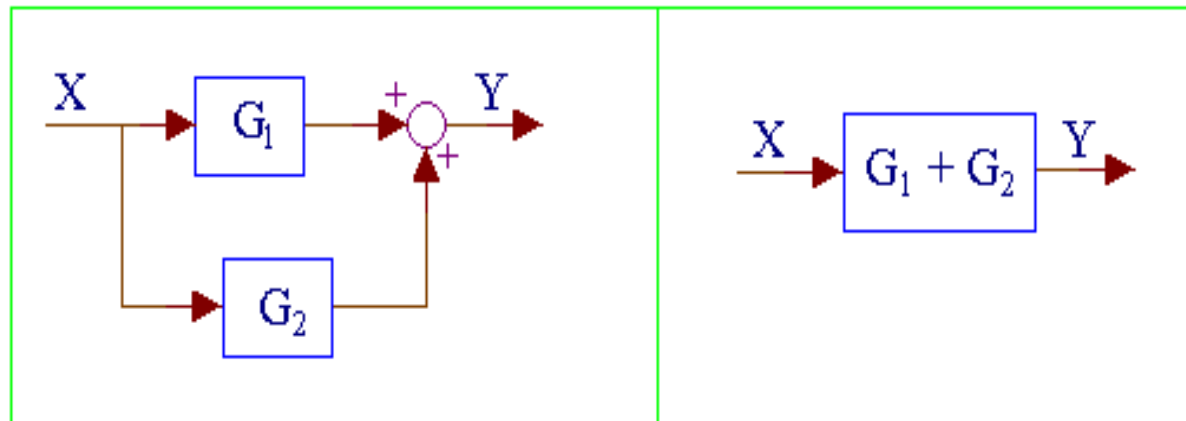 X G₁ + Y
+
G₂
X G₁ + G₂ Y